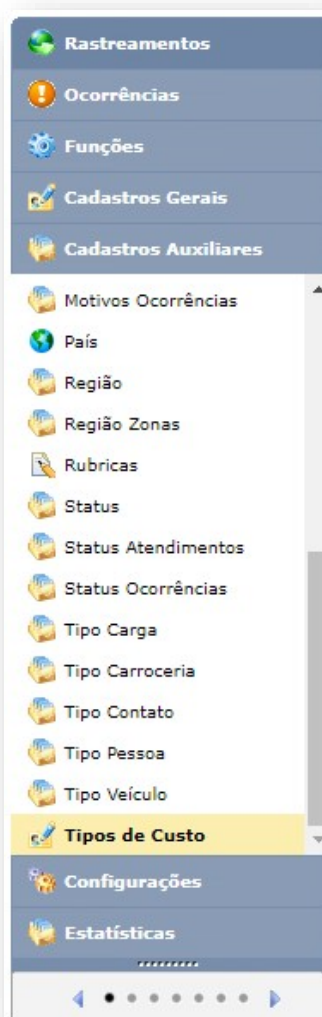 Rastreamentos
Ocorrências
Funções
Cadastros Gerais
Cadastros Auxiliares
Motivos Ocorrências
País
Região
Região Zonas
Rubricas
Status
Status Atendimentos
Status Ocorrências
Tipo Carga
Tipo Carroceria
Tipo Contato
Tipo Pessoa
Tipo Veículo
Tipos de Custo
Configurações
Estatísticas